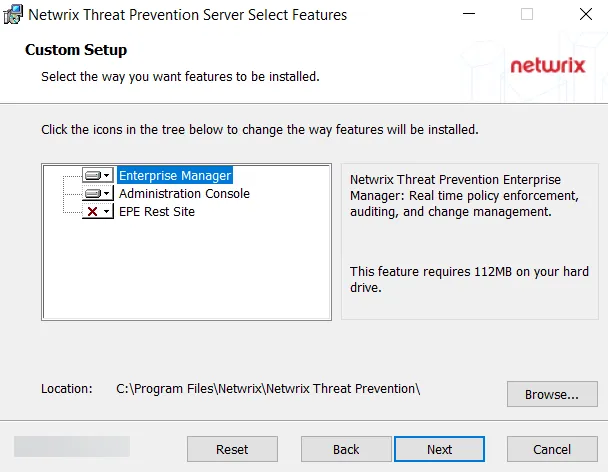 Netwrix Threat Prevention Server Select Features
Custom Setup
Select the way you want features to be installed.
netwrix
Click the icons in the tree below to change the way features will be installed.
Enterprise Manager
Administration Console
EPE Rest Site
Netwrix Threat Prevention Enterprise
Manager: Real time policy enforcement,
auditing, and change management.
This feature requires 112MB on your hard
drive.
Location: C:\Program Files\Netwrix\Netwrix Threat Prevention\
Browse...
Reset Back Next Cancel